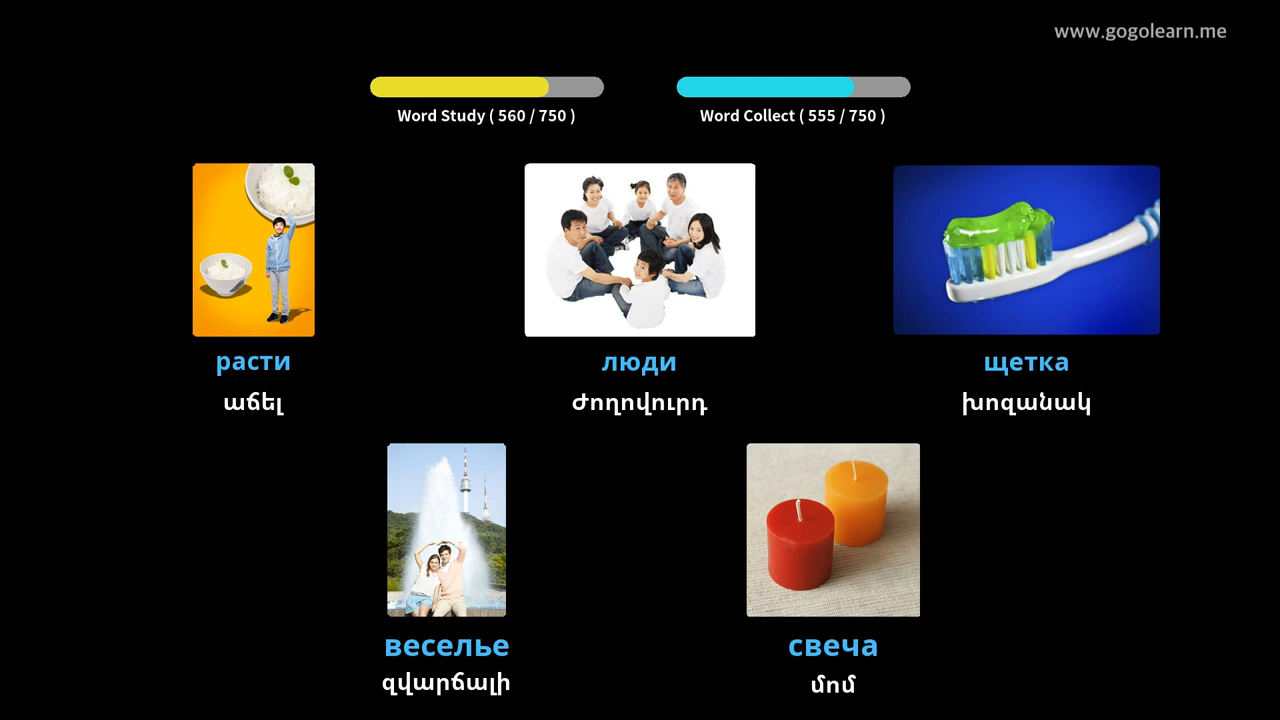 www.gogolearn.me
Word Study ( 560 / 750 )
Word Collect ( 555 / 750 )
расти
աճել
люди
Ժողովուրդ
щетка
խոզանակ
веселье
զվարճալի
свеча
մոմ